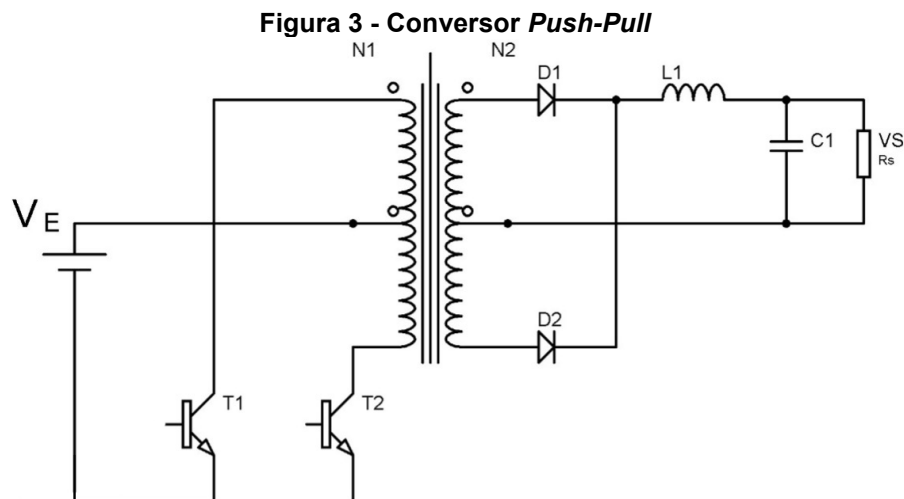 Figura 3 - Conversor Push-Pull
N1
N2
D1
L1
C1
VS
Rs
VE
D2
T1
T2